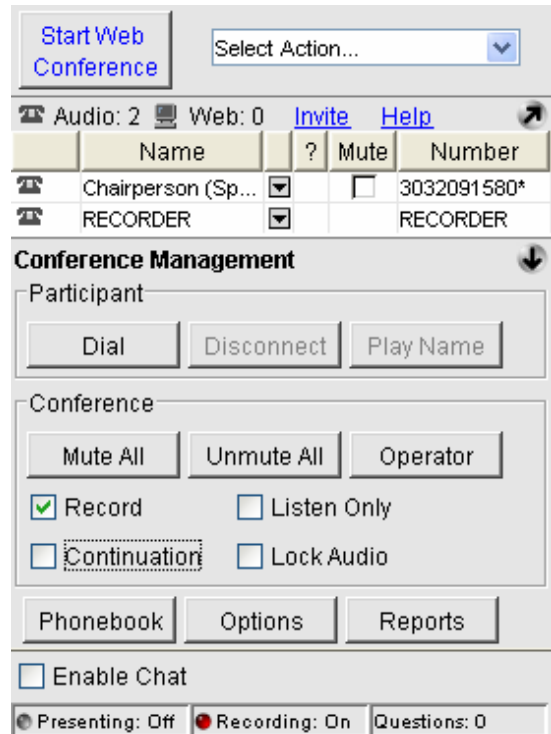 Start Web
Conference
Select Action...
Audio: 2 Web: 0 Invite Help
Name ? Mute Number
Chairperson (Sp... 3032091580*
RECORDER RECORDER
Conference Management
Participant
Dial Disconnect Play Name
Conference
Mute All Unmute All Operator
Record Listen Only
Continuation Lock Audio
Phonebook Options Reports
Enable Chat
Presenting: Off Recording: On Questions: 0